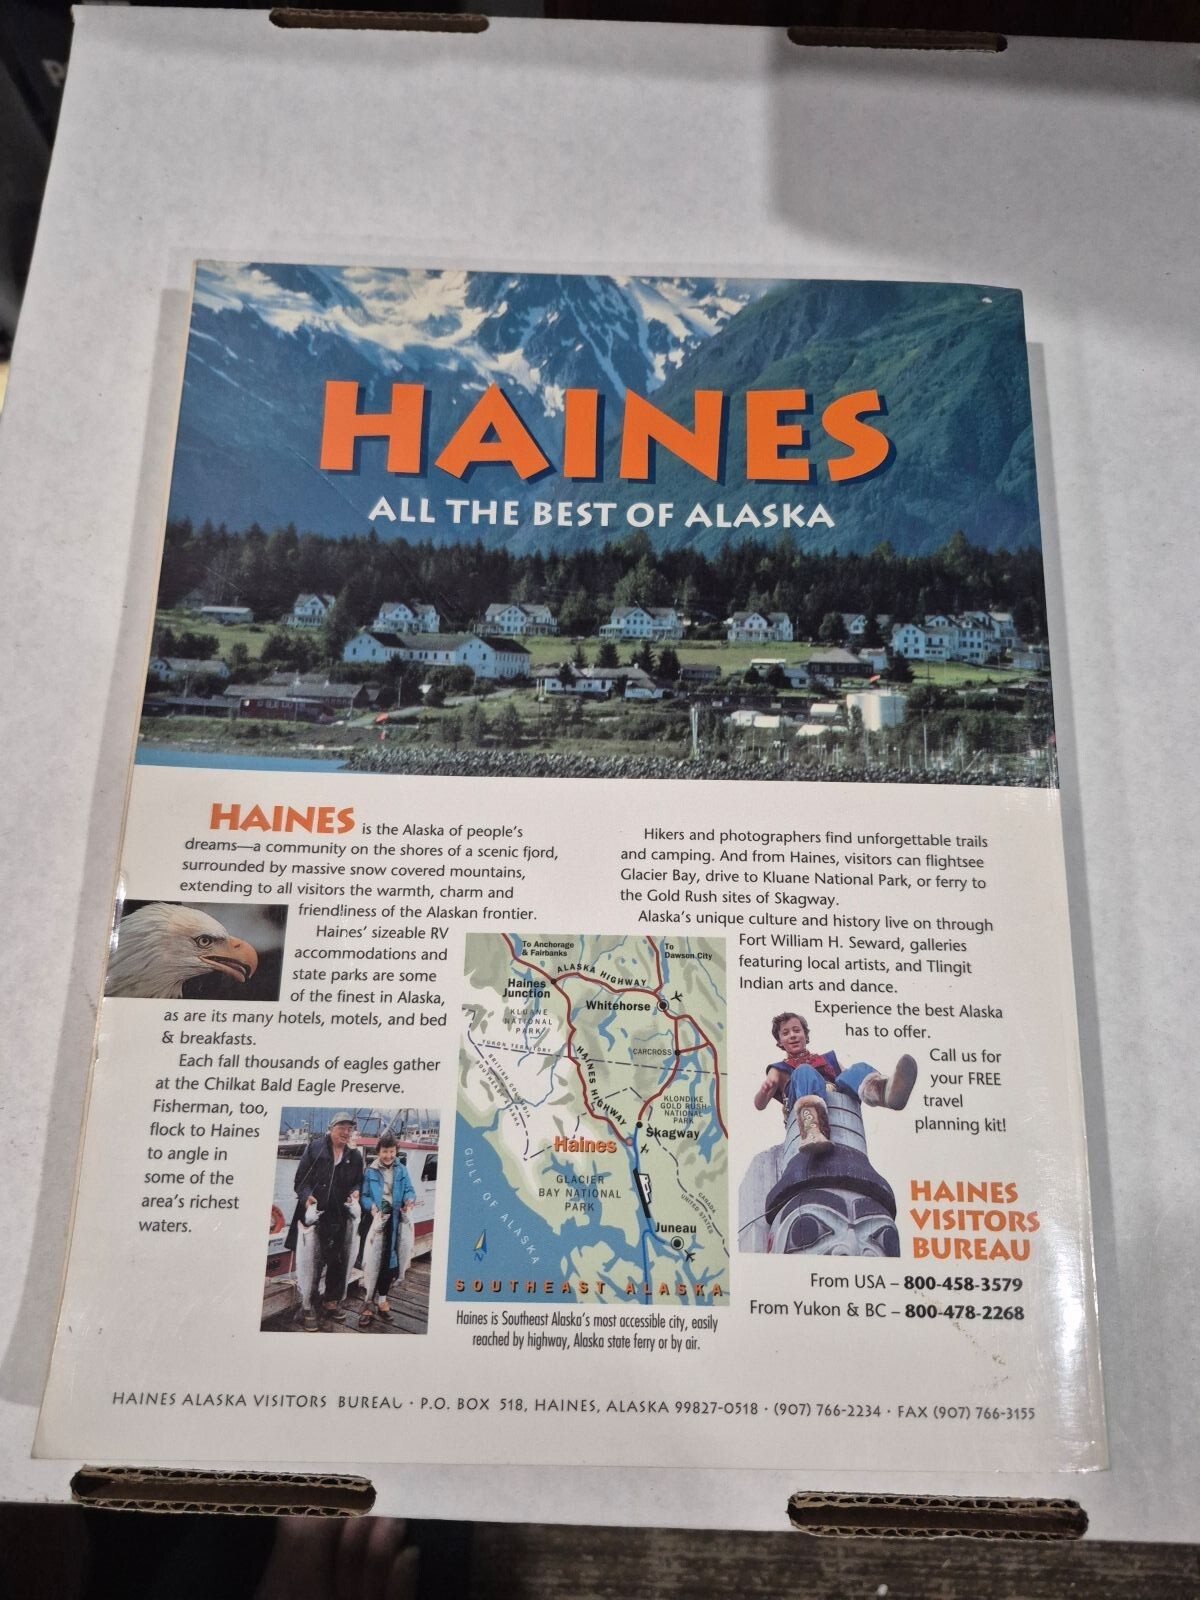 HAINES
ALL THE BEST OF ALASKA
HAINES is the Alaska of people's
dreams—a community on the shores of a scenic fjord,
surrounded by massive snow covered mountains,
extending to all visitors the warmth, charm and
friendliness of the Alaskan frontier.
Haines' sizeable RV
accommodations and
state parks are some
of the finest in Alaska,
as are its many hotels, motels, and bed
& breakfasts.
Each fall thousands of eagles gather
at the Chilkat Bald Eagle Preserve.
Fisherman, too,
flock to Haines
to angle in
some of the
area's richest
waters.
Hikers and photographers find unforgettable trails
and camping. And from Haines, visitors can flightsee
Glacier Bay, drive to Kluane National Park, or ferry to
the Gold Rush sites of Skagway.
Alaska's unique culture and history live on through
Fort William H. Seward, galleries
featuring local artists, and Tlingit
Indian arts and dance.
Experience the best Alaska
has to offer.
Call us for
your FREE
travel
planning kit!
To Anchorage
& Fairbanks
To
Dawson City
ALASKA HIGHWAY
Haines
Junction
Whitehorse
KLUANE
NATIONAL
PARK
YUKON TERRITORY
BRITISH COLUMBIA
SOUTHEAST ALASKA
CARCROSS
HAINES HIGHWAY
KLONDIKE
GOLD RUSH
NATIONAL
PARK
Skagway
Haines
GLACIER
BAY NATIONAL
PARK
GULF OF ALASKA
CANADA
UNITED STATES
Juneau
N
SOUTHEAST ALASKA
Haines is Southeast Alaska's most accessible city, easily
reached by highway, Alaska state ferry or by air.
HAINES
VISITORS
BUREAU
From USA – 800-458-3579
From Yukon & BC – 800-478-2268
HAINES ALASKA VISITORS BUREAU · P.O. BOX 518, HAINES, ALASKA 99827-0518 · (907) 766-2234 · FAX (907) 766-3155